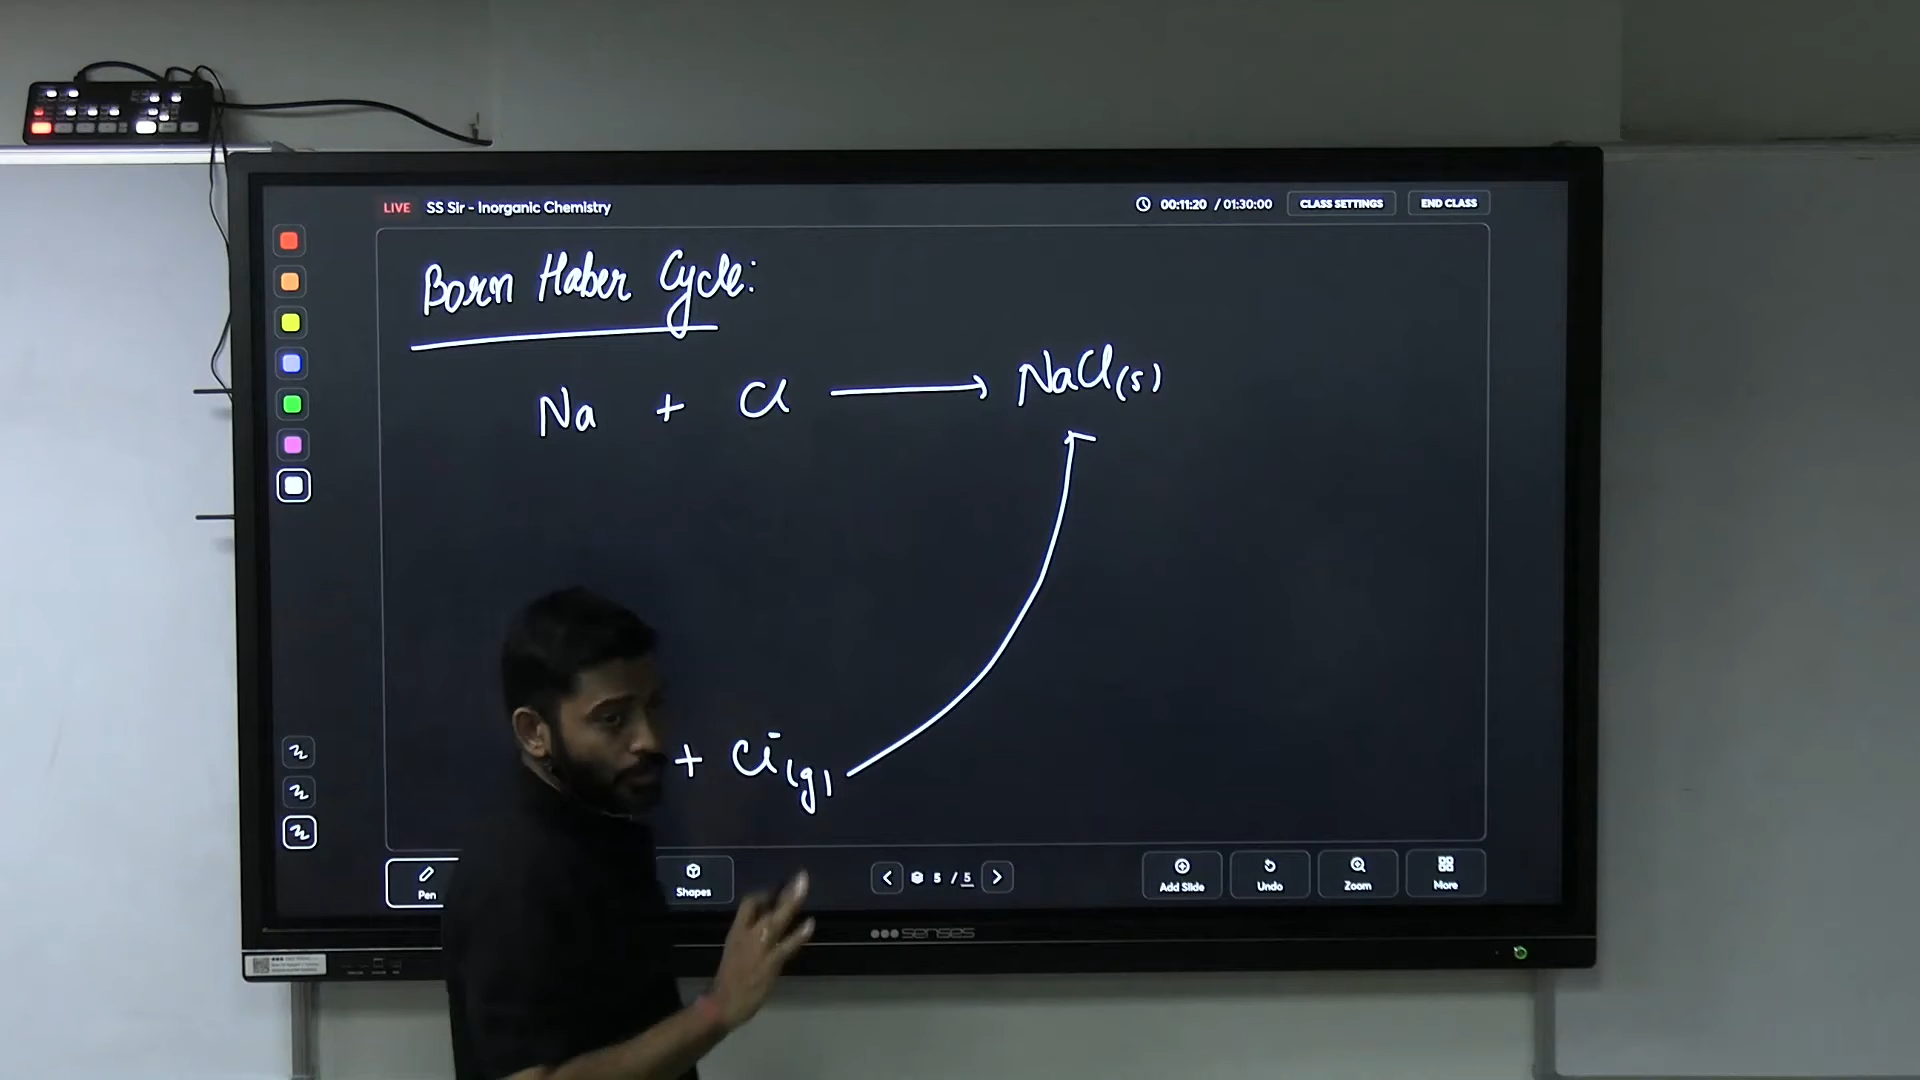 LIVE SS Sir - Inorganic Chemistry 00:11:20 / 01:30:00 CLASS SETTINGS END CLASS
Born Haber Cycle:
Na + Cl → NaCl(s)
+ Cl⁻(g)
Pen Shapes 5 / 5 Add Slide Undo Zoom More
senses